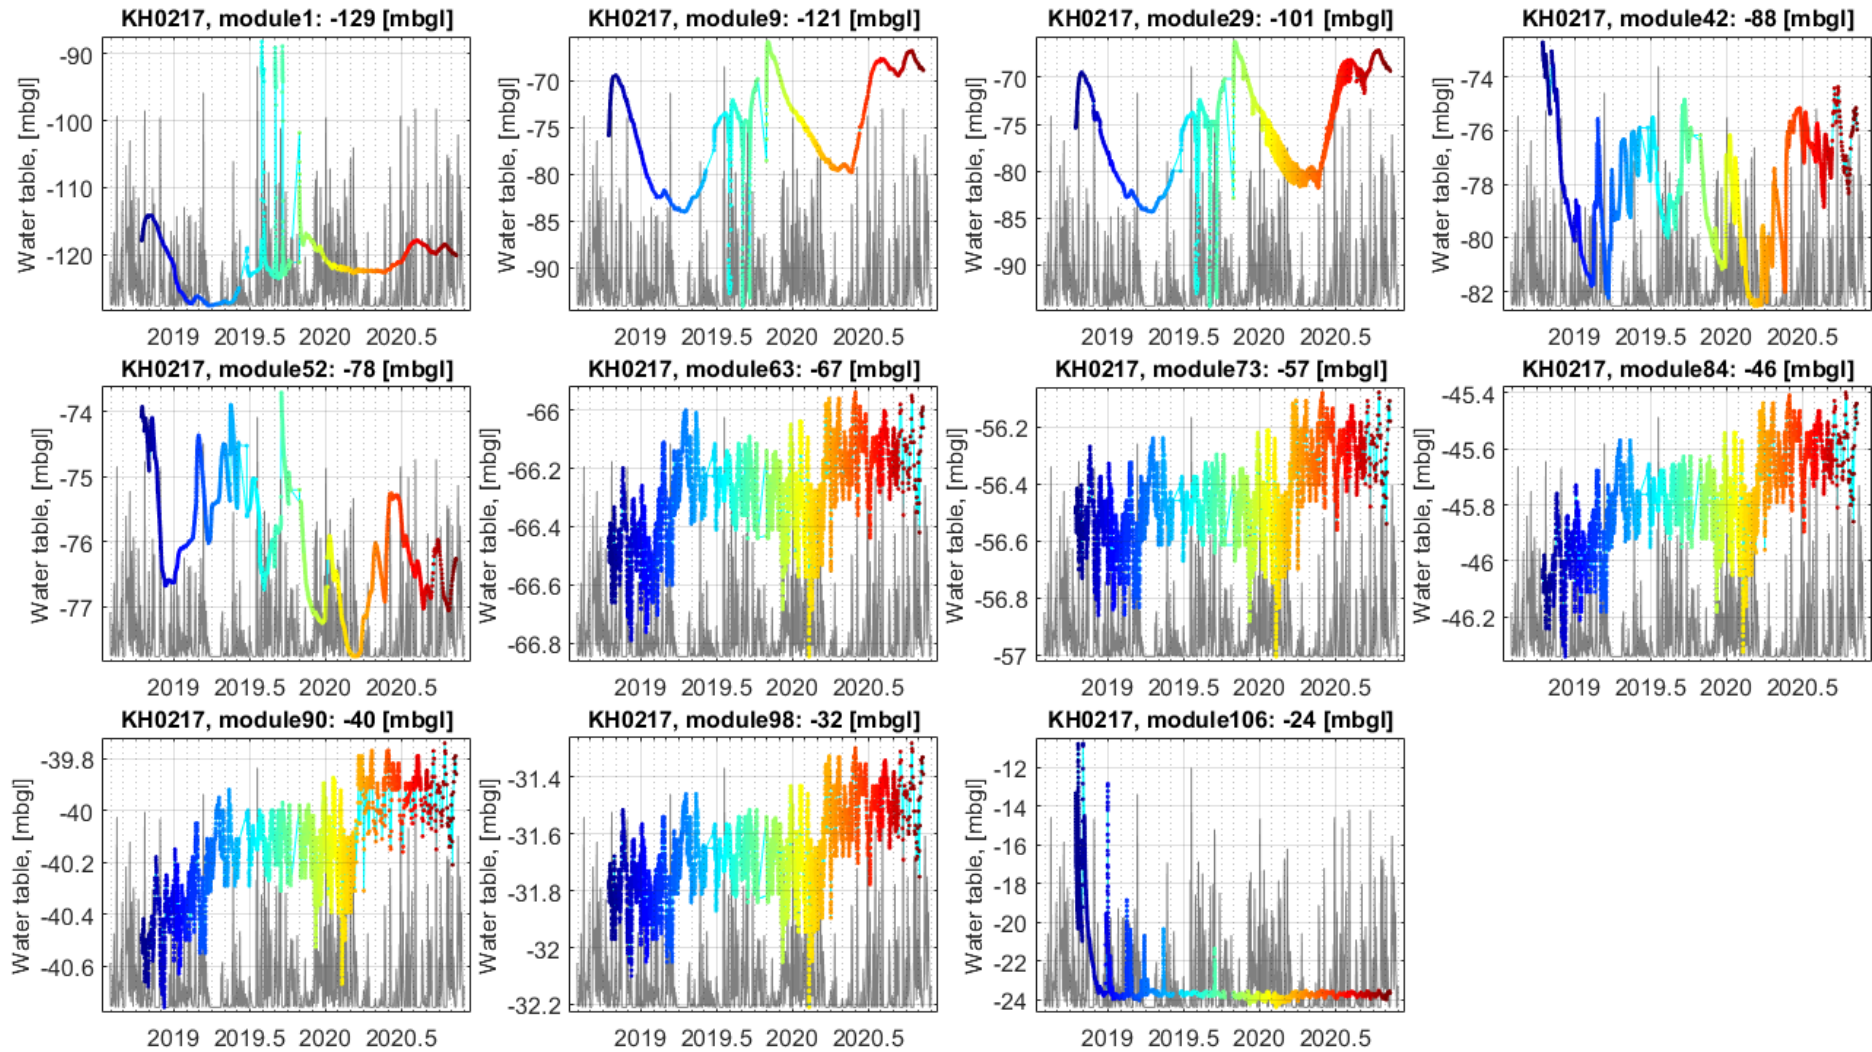 KH0217, module1: -129 [mbgl]
Water table, [mbgl]
-90
-100
-110
-120
2019 2019.5 2020 2020.5
KH0217, module9: -121 [mbgl]
Water table, [mbgl]
-70
-75
-80
-85
-90
2019 2019.5 2020 2020.5
KH0217, module29: -101 [mbgl]
Water table, [mbgl]
-70
-75
-80
-85
-90
2019 2019.5 2020 2020.5
KH0217, module42: -88 [mbgl]
Water table, [mbgl]
-74
-76
-78
-80
-82
2019 2019.5 2020 2020.5
KH0217, module52: -78 [mbgl]
Water table, [mbgl]
-74
-75
-76
-77
2019 2019.5 2020 2020.5
KH0217, module63: -67 [mbgl]
Water table, [mbgl]
-66
-66.2
-66.4
-66.6
-66.8
2019 2019.5 2020 2020.5
KH0217, module73: -57 [mbgl]
Water table, [mbgl]
-56.2
-56.4
-56.6
-56.8
-57
2019 2019.5 2020 2020.5
KH0217, module84: -46 [mbgl]
Water table, [mbgl]
-45.4
-45.6
-45.8
-46
-46.2
2019 2019.5 2020 2020.5
KH0217, module90: -40 [mbgl]
Water table, [mbgl]
-39.8
-40
-40.2
-40.4
-40.6
2019 2019.5 2020 2020.5
KH0217, module98: -32 [mbgl]
Water table, [mbgl]
-31.4
-31.6
-31.8
-32
-32.2
2019 2019.5 2020 2020.5
KH0217, module106: -24 [mbgl]
Water table, [mbgl]
-12
-14
-16
-18
-20
-22
-24
2019 2019.5 2020 2020.5